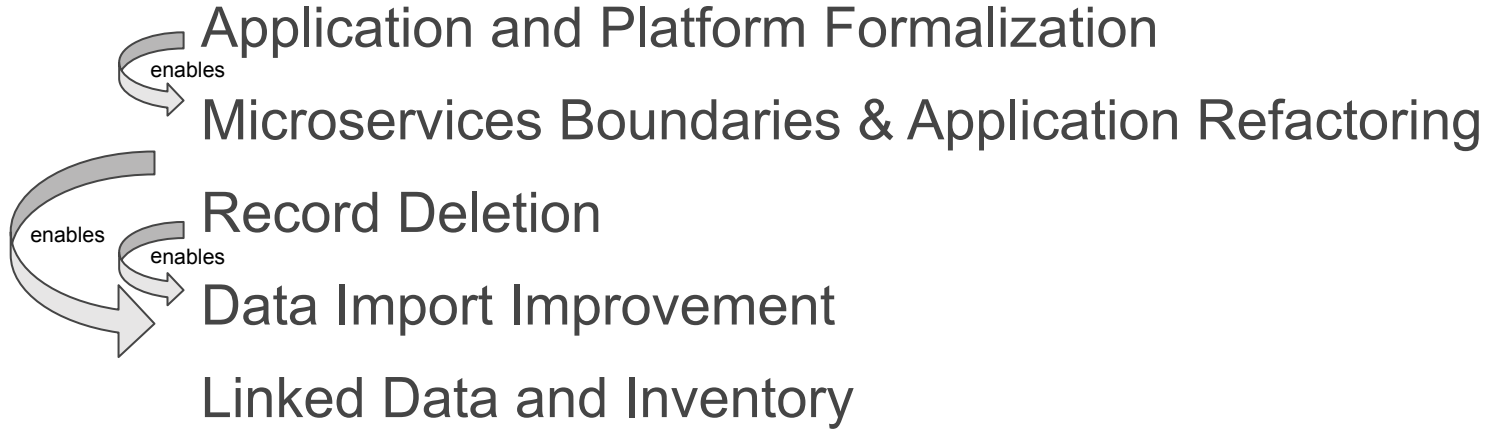 Application and Platform Formalization
enables
Microservices Boundaries & Application Refactoring
Record Deletion
enables
enables
Data Import Improvement
Linked Data and Inventory